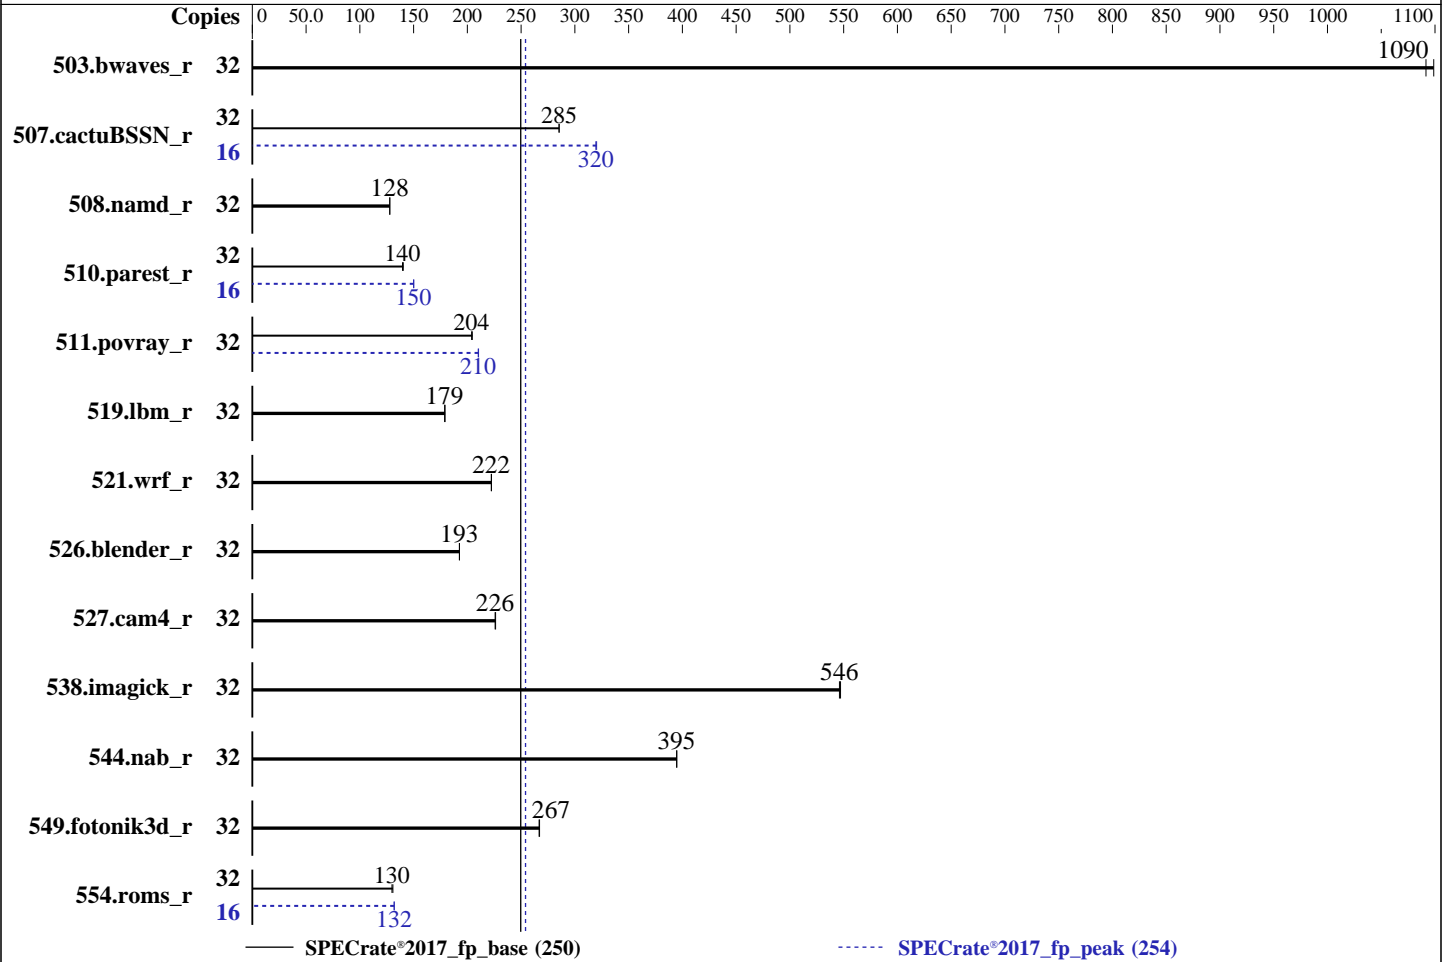 Copies 0 50.0 100 150 200 250 300 350 400 450 500 550 600 650 700 750 800 850 900 950 1000 1100
1090
503.bwaves_r 32
32 285
507.cactuBSSN_r
16 320
128
508.namd_r 32
32 140
510.parest_r
16 150
204
511.povray_r 32
210
179
519.lbm_r 32
222
521.wrf_r 32
193
526.blender_r 32
226
527.cam4_r 32
546
538.imagick_r 32
395
544.nab_r 32
267
549.fotonik3d_r 32
32 130
554.roms_r
16 132
SPECrate®2017_fp_base (250) SPECrate®2017_fp_peak (254)